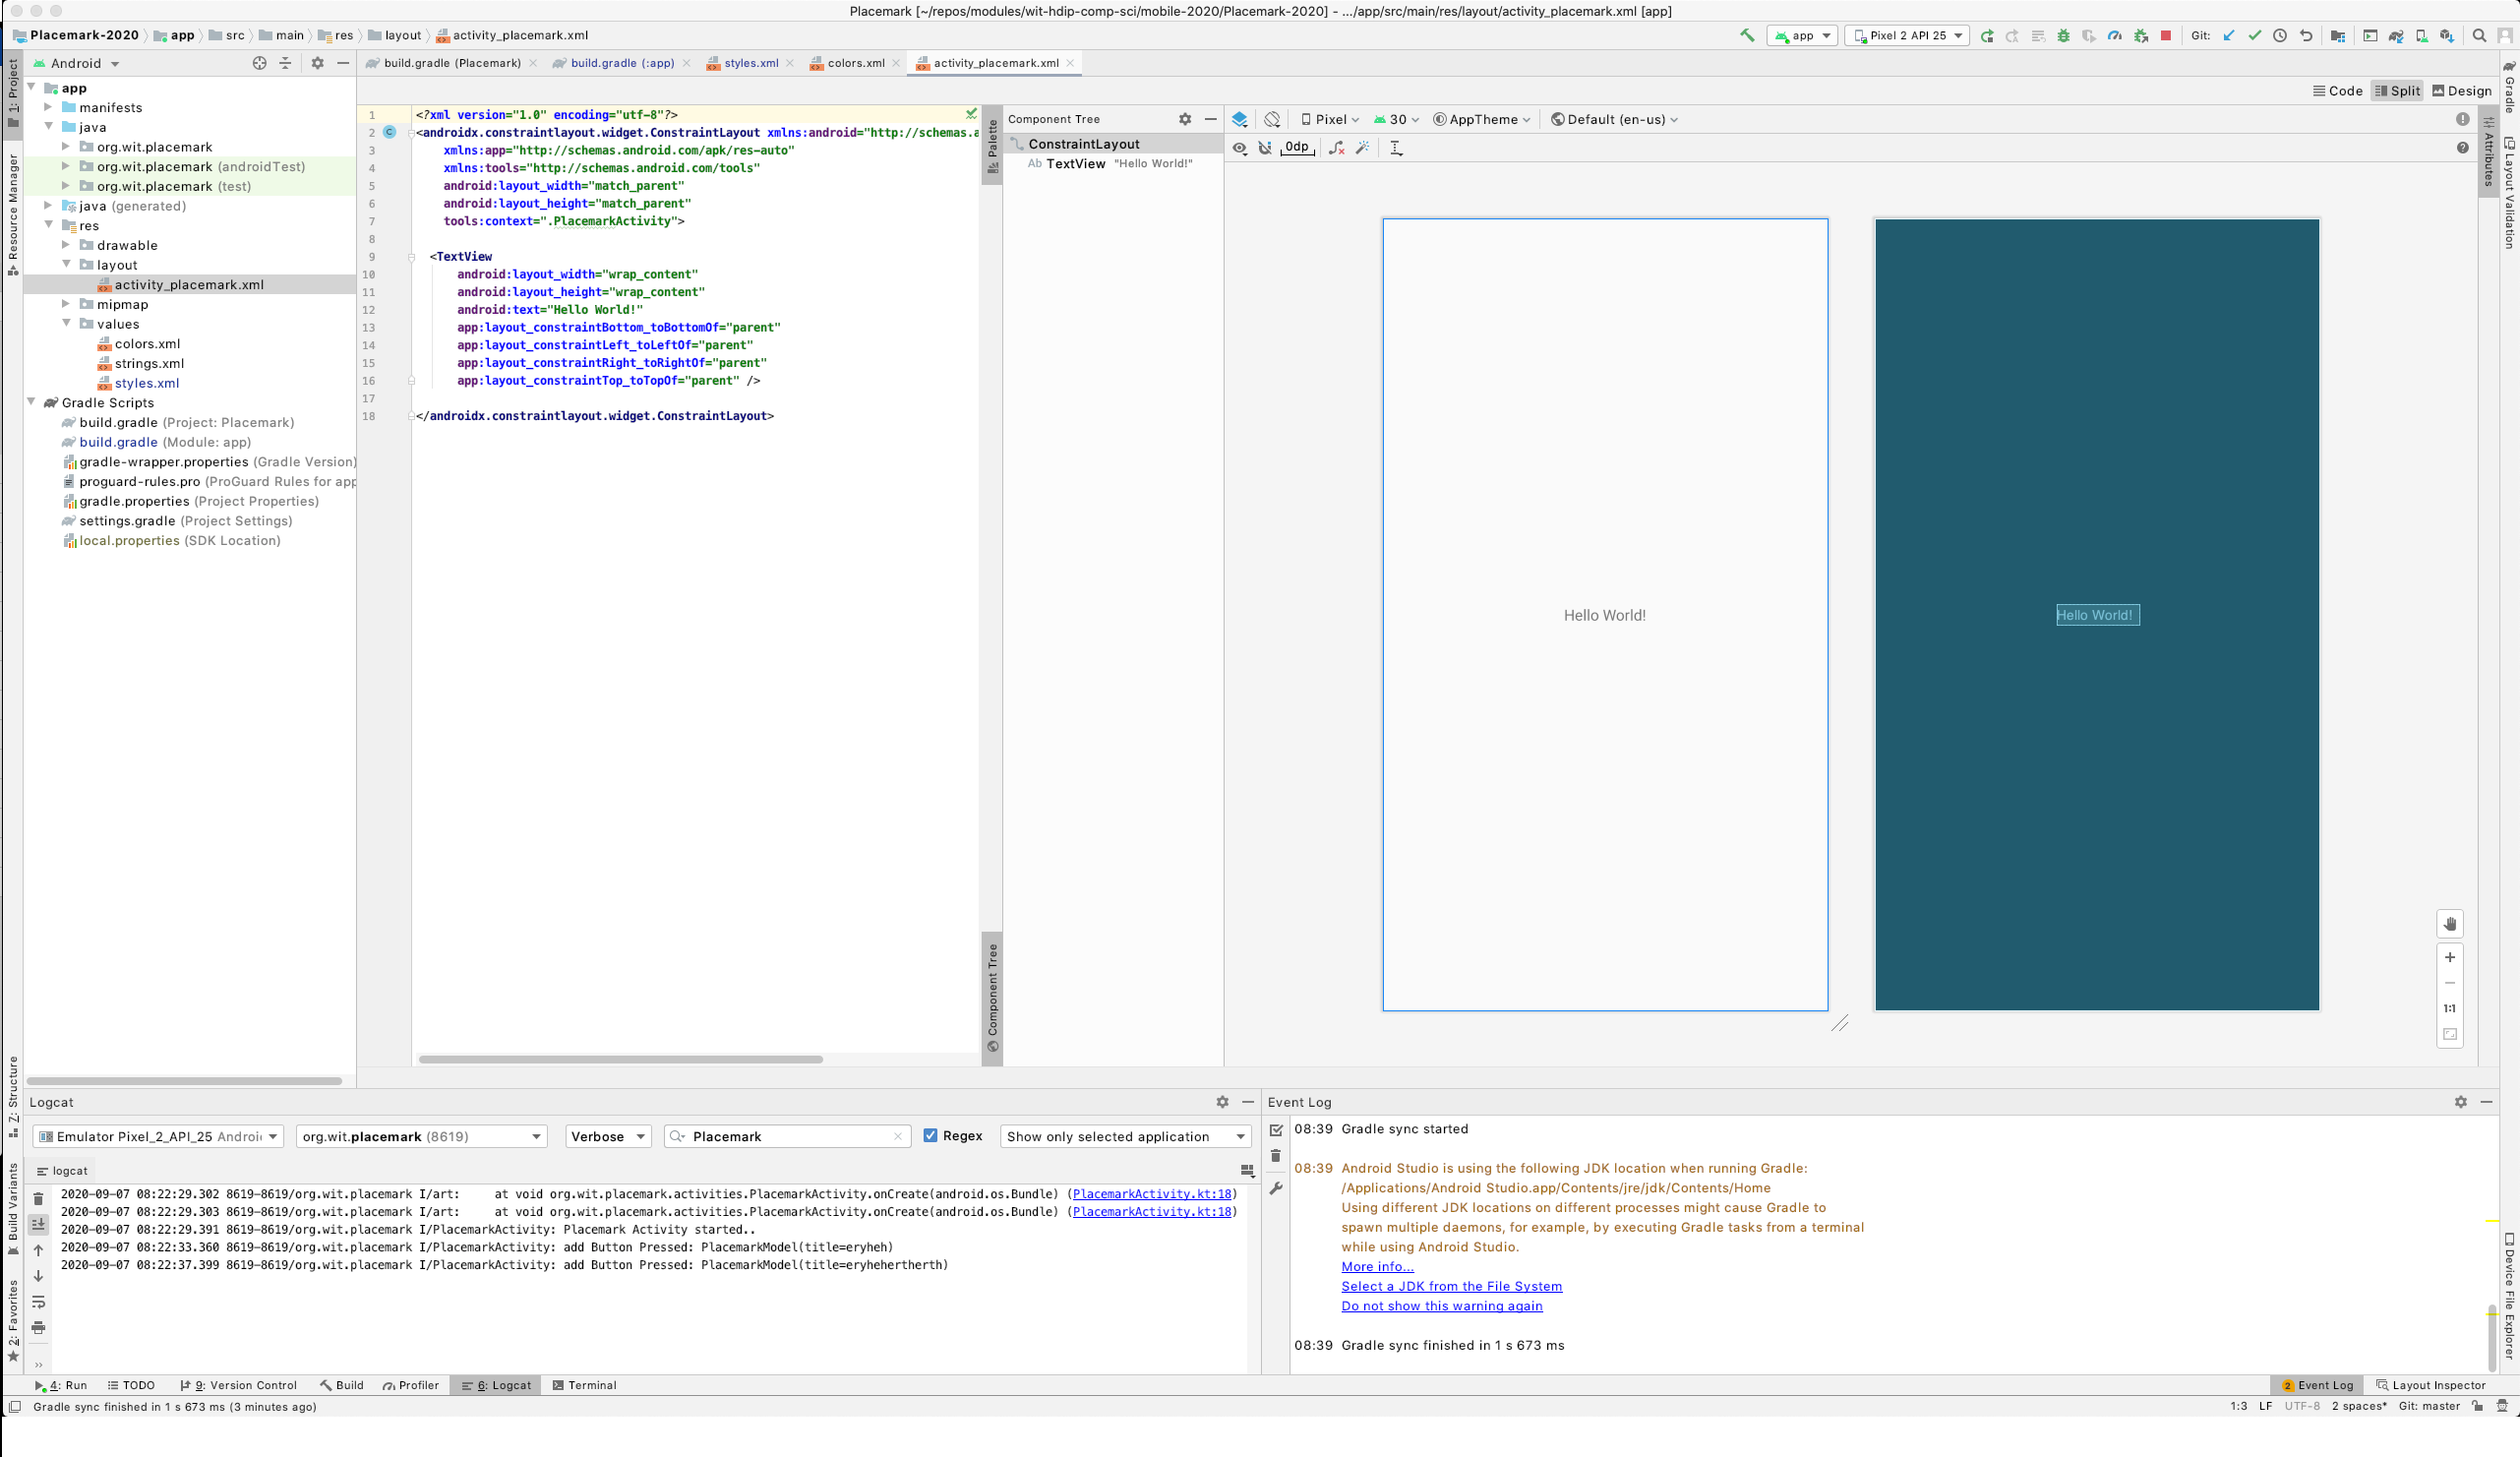 Placemark [~/repos/modules/wit-hdip-comp-sci/mobile-2020/Placemark-2020] - .../app/src/main/res/layout/activity_placemark.xml [app]
Placemark-2020 app src main res layout activity_placemark.xml
app Pixel 2 API 25 Git:
Android
build.gradle (Placemark) build.gradle (:app) styles.xml colors.xml activity_placemark.xml
Code Split Design
1: Project
Resource Manager
Z: Structure
Build Variants
2: Favorites
app
manifests
java
org.wit.placemark
org.wit.placemark (androidTest)
org.wit.placemark (test)
java (generated)
res
drawable
layout
activity_placemark.xml
mipmap
values
colors.xml
strings.xml
styles.xml
Gradle Scripts
build.gradle (Project: Placemark)
build.gradle (Module: app)
gradle-wrapper.properties (Gradle Version)
proguard-rules.pro (ProGuard Rules for app
gradle.properties (Project Properties)
settings.gradle (Project Settings)
local.properties (SDK Location)
1 <?xml version="1.0" encoding="utf-8"?>
2 <androidx.constraintlayout.widget.ConstraintLayout xmlns:android="http://schemas.a
3 xmlns:app="http://schemas.android.com/apk/res-auto"
4 xmlns:tools="http://schemas.android.com/tools"
5 android:layout_width="match_parent"
6 android:layout_height="match_parent"
7 tools:context=".PlacemarkActivity">
8
9 <TextView
10 android:layout_width="wrap_content"
11 android:layout_height="wrap_content"
12 android:text="Hello World!"
13 app:layout_constraintBottom_toBottomOf="parent"
14 app:layout_constraintLeft_toLeftOf="parent"
15 app:layout_constraintRight_toRightOf="parent"
16 app:layout_constraintTop_toTopOf="parent" />
17
18 </androidx.constraintlayout.widget.ConstraintLayout>
Palette
Component Tree
Component Tree
ConstraintLayout
Ab TextView "Hello World!"
Pixel 30 AppTheme Default (en-us)
0dp
Hello World!
Hello World!
1:1
Gradle
Layout Validation
Attributes
Device File Explorer
Logcat
Emulator Pixel_2_API_25 Androi org.wit.placemark (8619) Verbose Placemark Regex Show only selected application
logcat
2020-09-07 08:22:29.302 8619-8619/org.wit.placemark I/art: at void org.wit.placemark.activities.PlacemarkActivity.onCreate(android.os.Bundle) (PlacemarkActivity.kt:18)
2020-09-07 08:22:29.303 8619-8619/org.wit.placemark I/art: at void org.wit.placemark.activities.PlacemarkActivity.onCreate(android.os.Bundle) (PlacemarkActivity.kt:18)
2020-09-07 08:22:29.391 8619-8619/org.wit.placemark I/PlacemarkActivity: Placemark Activity started..
2020-09-07 08:22:33.360 8619-8619/org.wit.placemark I/PlacemarkActivity: add Button Pressed: PlacemarkModel(title=eryheh)
2020-09-07 08:22:37.399 8619-8619/org.wit.placemark I/PlacemarkActivity: add Button Pressed: PlacemarkModel(title=eryhehertherth)
Event Log
08:39 Gradle sync started
08:39 Android Studio is using the following JDK location when running Gradle:
/Applications/Android Studio.app/Contents/jre/jdk/Contents/Home
Using different JDK locations on different processes might cause Gradle to
spawn multiple daemons, for example, by executing Gradle tasks from a terminal
while using Android Studio.
More info...
Select a JDK from the File System
Do not show this warning again
08:39 Gradle sync finished in 1 s 673 ms
4: Run TODO 9: Version Control Build Profiler 6: Logcat Terminal 2 Event Log Layout Inspector
Gradle sync finished in 1 s 673 ms (3 minutes ago) 1:3 LF UTF-8 2 spaces* Git: master